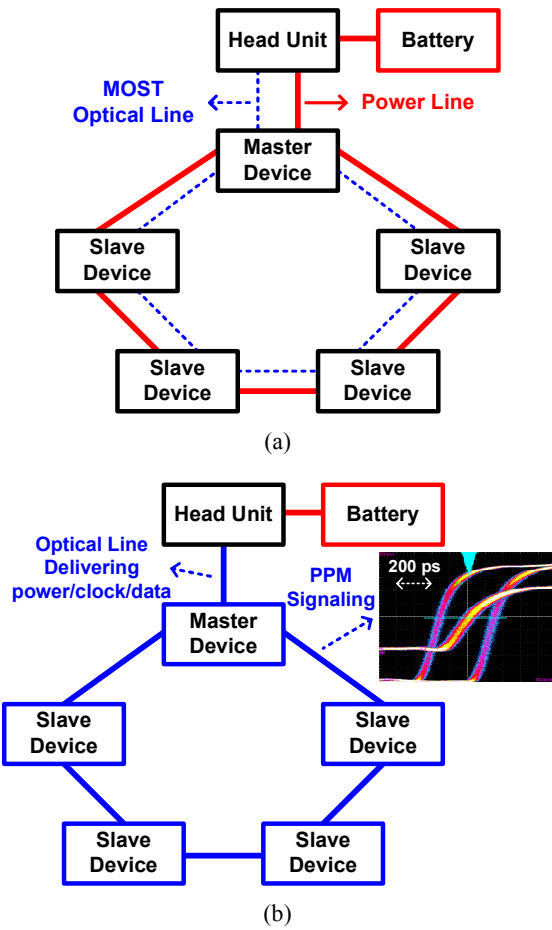 Head Unit
Battery
MOST
Optical Line
Power Line
Master
Device
Slave
Device
Slave
Device
Slave
Device
Slave
Device
(a)
Head Unit
Battery
Optical Line
Delivering
power/clock/data
PPM
Signaling
200 ps
Master
Device
Slave
Device
Slave
Device
Slave
Device
Slave
Device
(b)